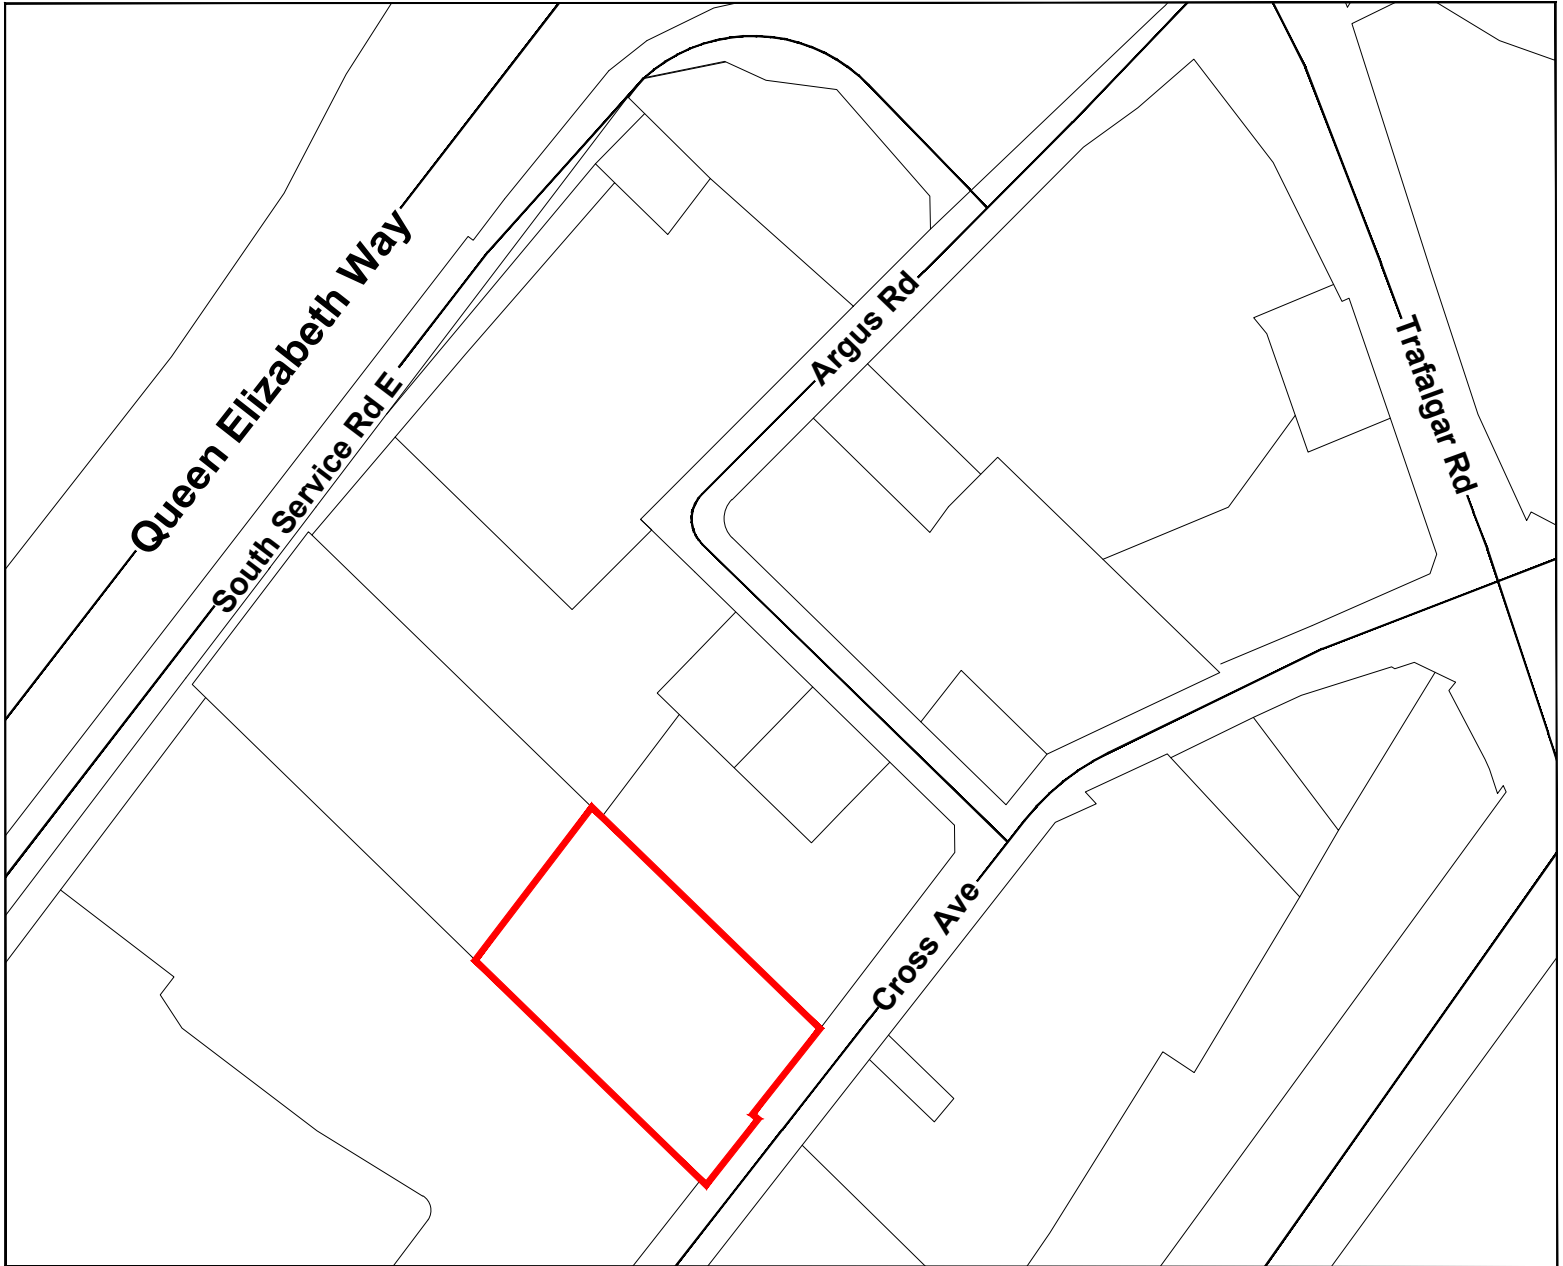 Queen Elizabeth Way
South Service Rd E
Argus Rd
Trafalgar Rd
Cross Ave